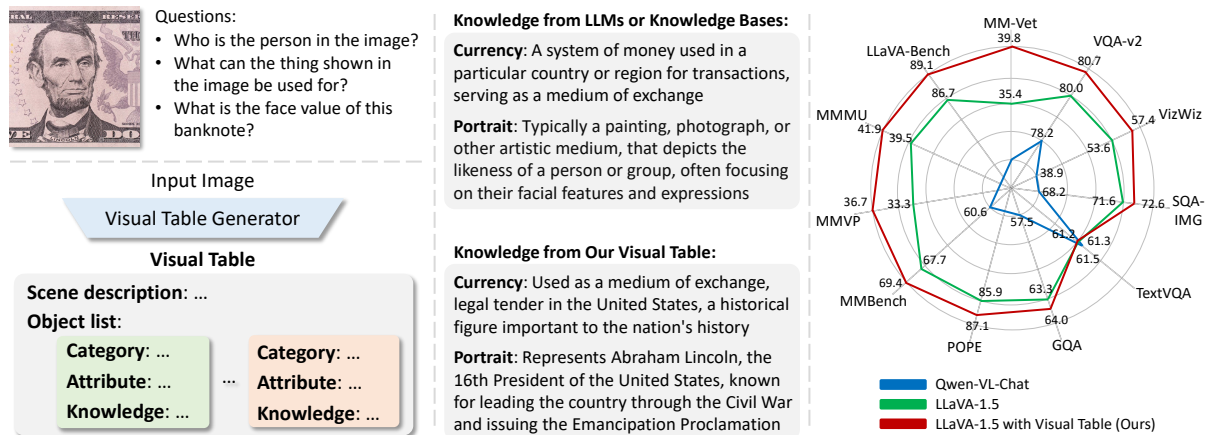 Questions:
• Who is the person in the image?
• What can the thing shown in
the image be used for?
• What is the face value of this
banknote?
Input Image
Visual Table Generator
Visual Table
Scene description: ...
Object list:
Category: ...
Attribute: ...
Knowledge: ...
...
Category: ...
Attribute: ...
Knowledge: ...
Knowledge from LLMs or Knowledge Bases:
Currency: A system of money used in a
particular country or region for transactions,
serving as a medium of exchange
Portrait: Typically a painting, photograph, or
other artistic medium, that depicts the
likeness of a person or group, often focusing
on their facial features and expressions
Knowledge from Our Visual Table:
Currency: Used as a medium of exchange,
legal tender in the United States, a historical
figure important to the nation's history
Portrait: Represents Abraham Lincoln, the
16th President of the United States, known
for leading the country through the Civil War
and issuing the Emancipation Proclamation
MM-Vet
39.8
35.4
VQA-v2
80.7
80.0
78.2
VizWiz
57.4
53.6
38.9
SQA-
IMG
72.6
71.6
68.2
TextVQA
61.2
61.3
61.5
GQA
64.0
63.3
57.5
POPE
87.1
85.9
MMBench
69.4
67.7
60.6
MMVP
36.7
33.3
MMMU
41.9
39.5
LLaVA-Bench
89.1
86.7
Qwen-VL-Chat
LLaVA-1.5
LLaVA-1.5 with Visual Table (Ours)